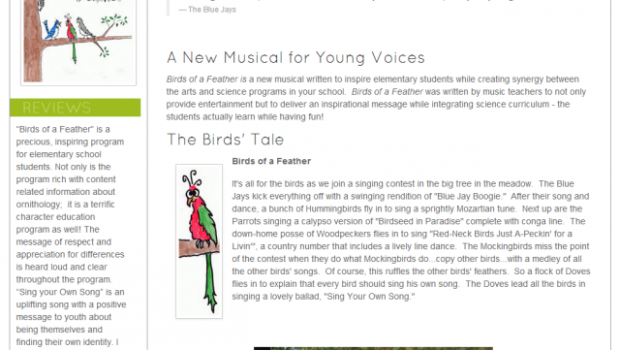 — The Blue Jays
A New Musical for Young Voices
Birds of a Feather is a new musical written to inspire elementary students while creating synergy between
the arts and science programs in your school.  Birds of a Feather was written by music teachers to not only
provide entertainment but to deliver an inspirational message while integrating science curriculum - the
students actually learn while having fun!
The Birds' Tale
Birds of a Feather
It's all for the birds as we join a singing contest in the big tree in the meadow.  The Blue
Jays kick everything off with a swinging rendition of "Blue Jay Boogie."  After their song and
dance, a bunch of Hummingbirds fly in to sing a sprightly Mozartian tune.  Next up are the
Parrots singing a calypso version of "Birdseed in Paradise" complete with conga line.  The
down-home posse of Woodpeckers flies in to sing "Red-Neck Birds Just A-Peckin' for a
Livin'", a country number that includes a lively line dance.  The Mockingbirds miss the point
of the contest when they do what Mockingbirds do...copy other birds...with a medley of all
the other birds' songs.  Of course, this ruffles the other birds' feathers.  So a flock of Doves
flies in to explain that every bird should sing his own song.  The Doves lead all the birds in
singing a lovely ballad, "Sing Your Own Song."
REVIEWS
"Birds of a Feather" is a
precious, inspiring program
for elementary school
students. Not only is the
program rich with content
related information about
ornithology;  it is a terrific
character education
program as well! The
message of respect and
appreciation for differences
is heard loud and clear
throughout the program.
"Sing your Own Song" is an
uplifting song with a positive
message to youth about
being themselves and
finding their own identity. I